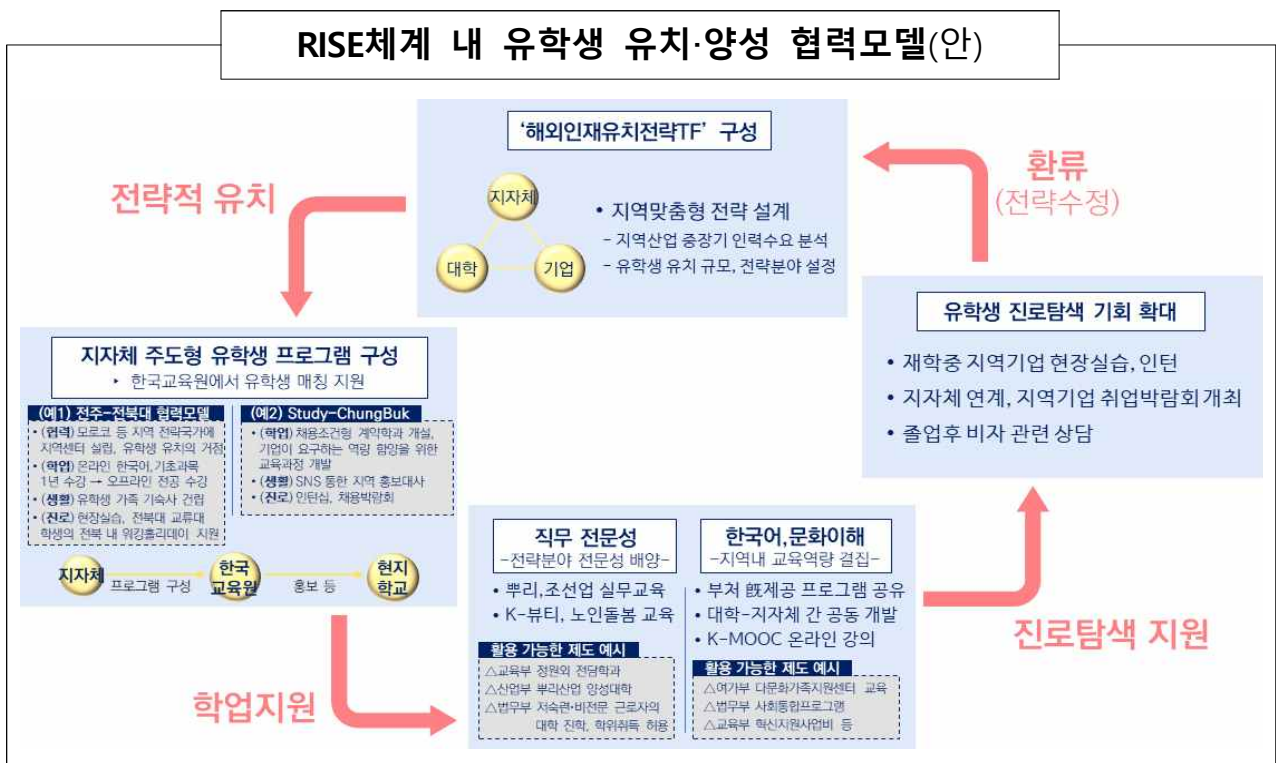 RISE체계 내 유학생 유치·양성 협력모델(안)
‘해외인재유치전략TF’ 구성
지자체
대학
기업
• 지역맞춤형 전략 설계
- 지역산업 중장기 인력수요 분석
- 유학생 유치 규모, 전략분야 설정
전략적 유치
환류
(전략수정)
지자체 주도형 유학생 프로그램 구성
▸ 한국교육원에서 유학생 매칭 지원
(예1) 전주-전북대 협력모델
• (협력) 모로코 등 지역 전략국가에
지역센터 설립, 유학생 유치의 거점
• (학업) 온라인 한국어,기초과목
1년 수강 → 오프라인 전공 수강
• (생활) 유학생 가족 기숙사 건립
• (진로) 현장실습, 전북대 교류대
학생의 전북 내 워킹홀리데이 지원
(예2) Study-ChungBuk
• (학업) 채용조건형 계약학과 개설,
기업이 요구하는 역량 함양을 위한
교육과정 개발
• (생활) SNS 통한 지역 홍보대사
• (진로) 인턴십, 채용박람회
지자체
프로그램 구성
한국
교육원
홍보 등
현지
학교
학업지원
직무 전문성
-전략분야 전문성 배양-
• 뿌리,조선업 실무교육
• K-뷰티, 노인돌봄 교육
활용 가능한 제도 예시
△교육부 정원외 전담학과
△산업부 뿌리산업 양성대학
△법무부 저숙련·비전문 근로자의
대학 진학, 학위취득 허용
한국어,문화이해
-지역내 교육역량 결집-
• 부처 旣제공 프로그램 공유
• 대학-지자체 간 공동 개발
• K-MOOC 온라인 강의
활용 가능한 제도 예시
△여가부 다문화가족지원센터 교육
△법무부 사회통합프로그램
△교육부 혁신지원사업비 등
진로탐색 지원
유학생 진로탐색 기회 확대
• 재학중 지역기업 현장실습, 인턴
• 지자체 연계, 지역기업 취업박람회 개최
• 졸업후 비자 관련 상담